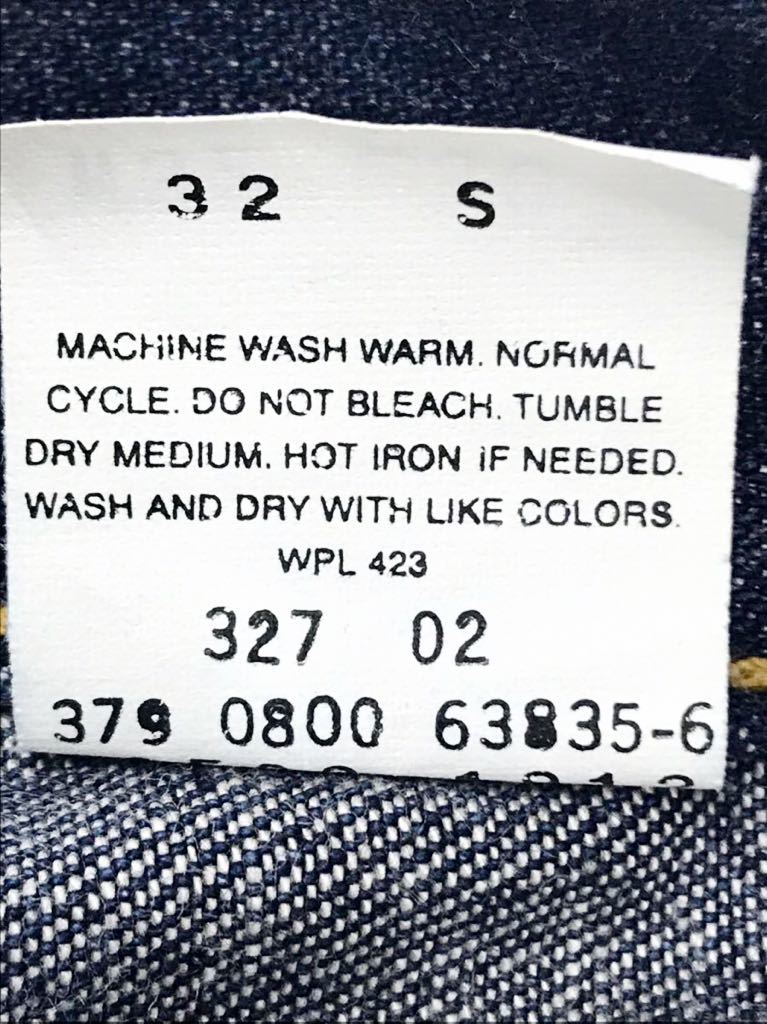 32 S
MACHINE WASH WARM. NORMAL
CYCLE. DO NOT BLEACH. TUMBLE
DRY MEDIUM. HOT IRON IF NEEDED.
WASH AND DRY WITH LIKE COLORS.
WPL 423
327 02
379 0800 63835-6